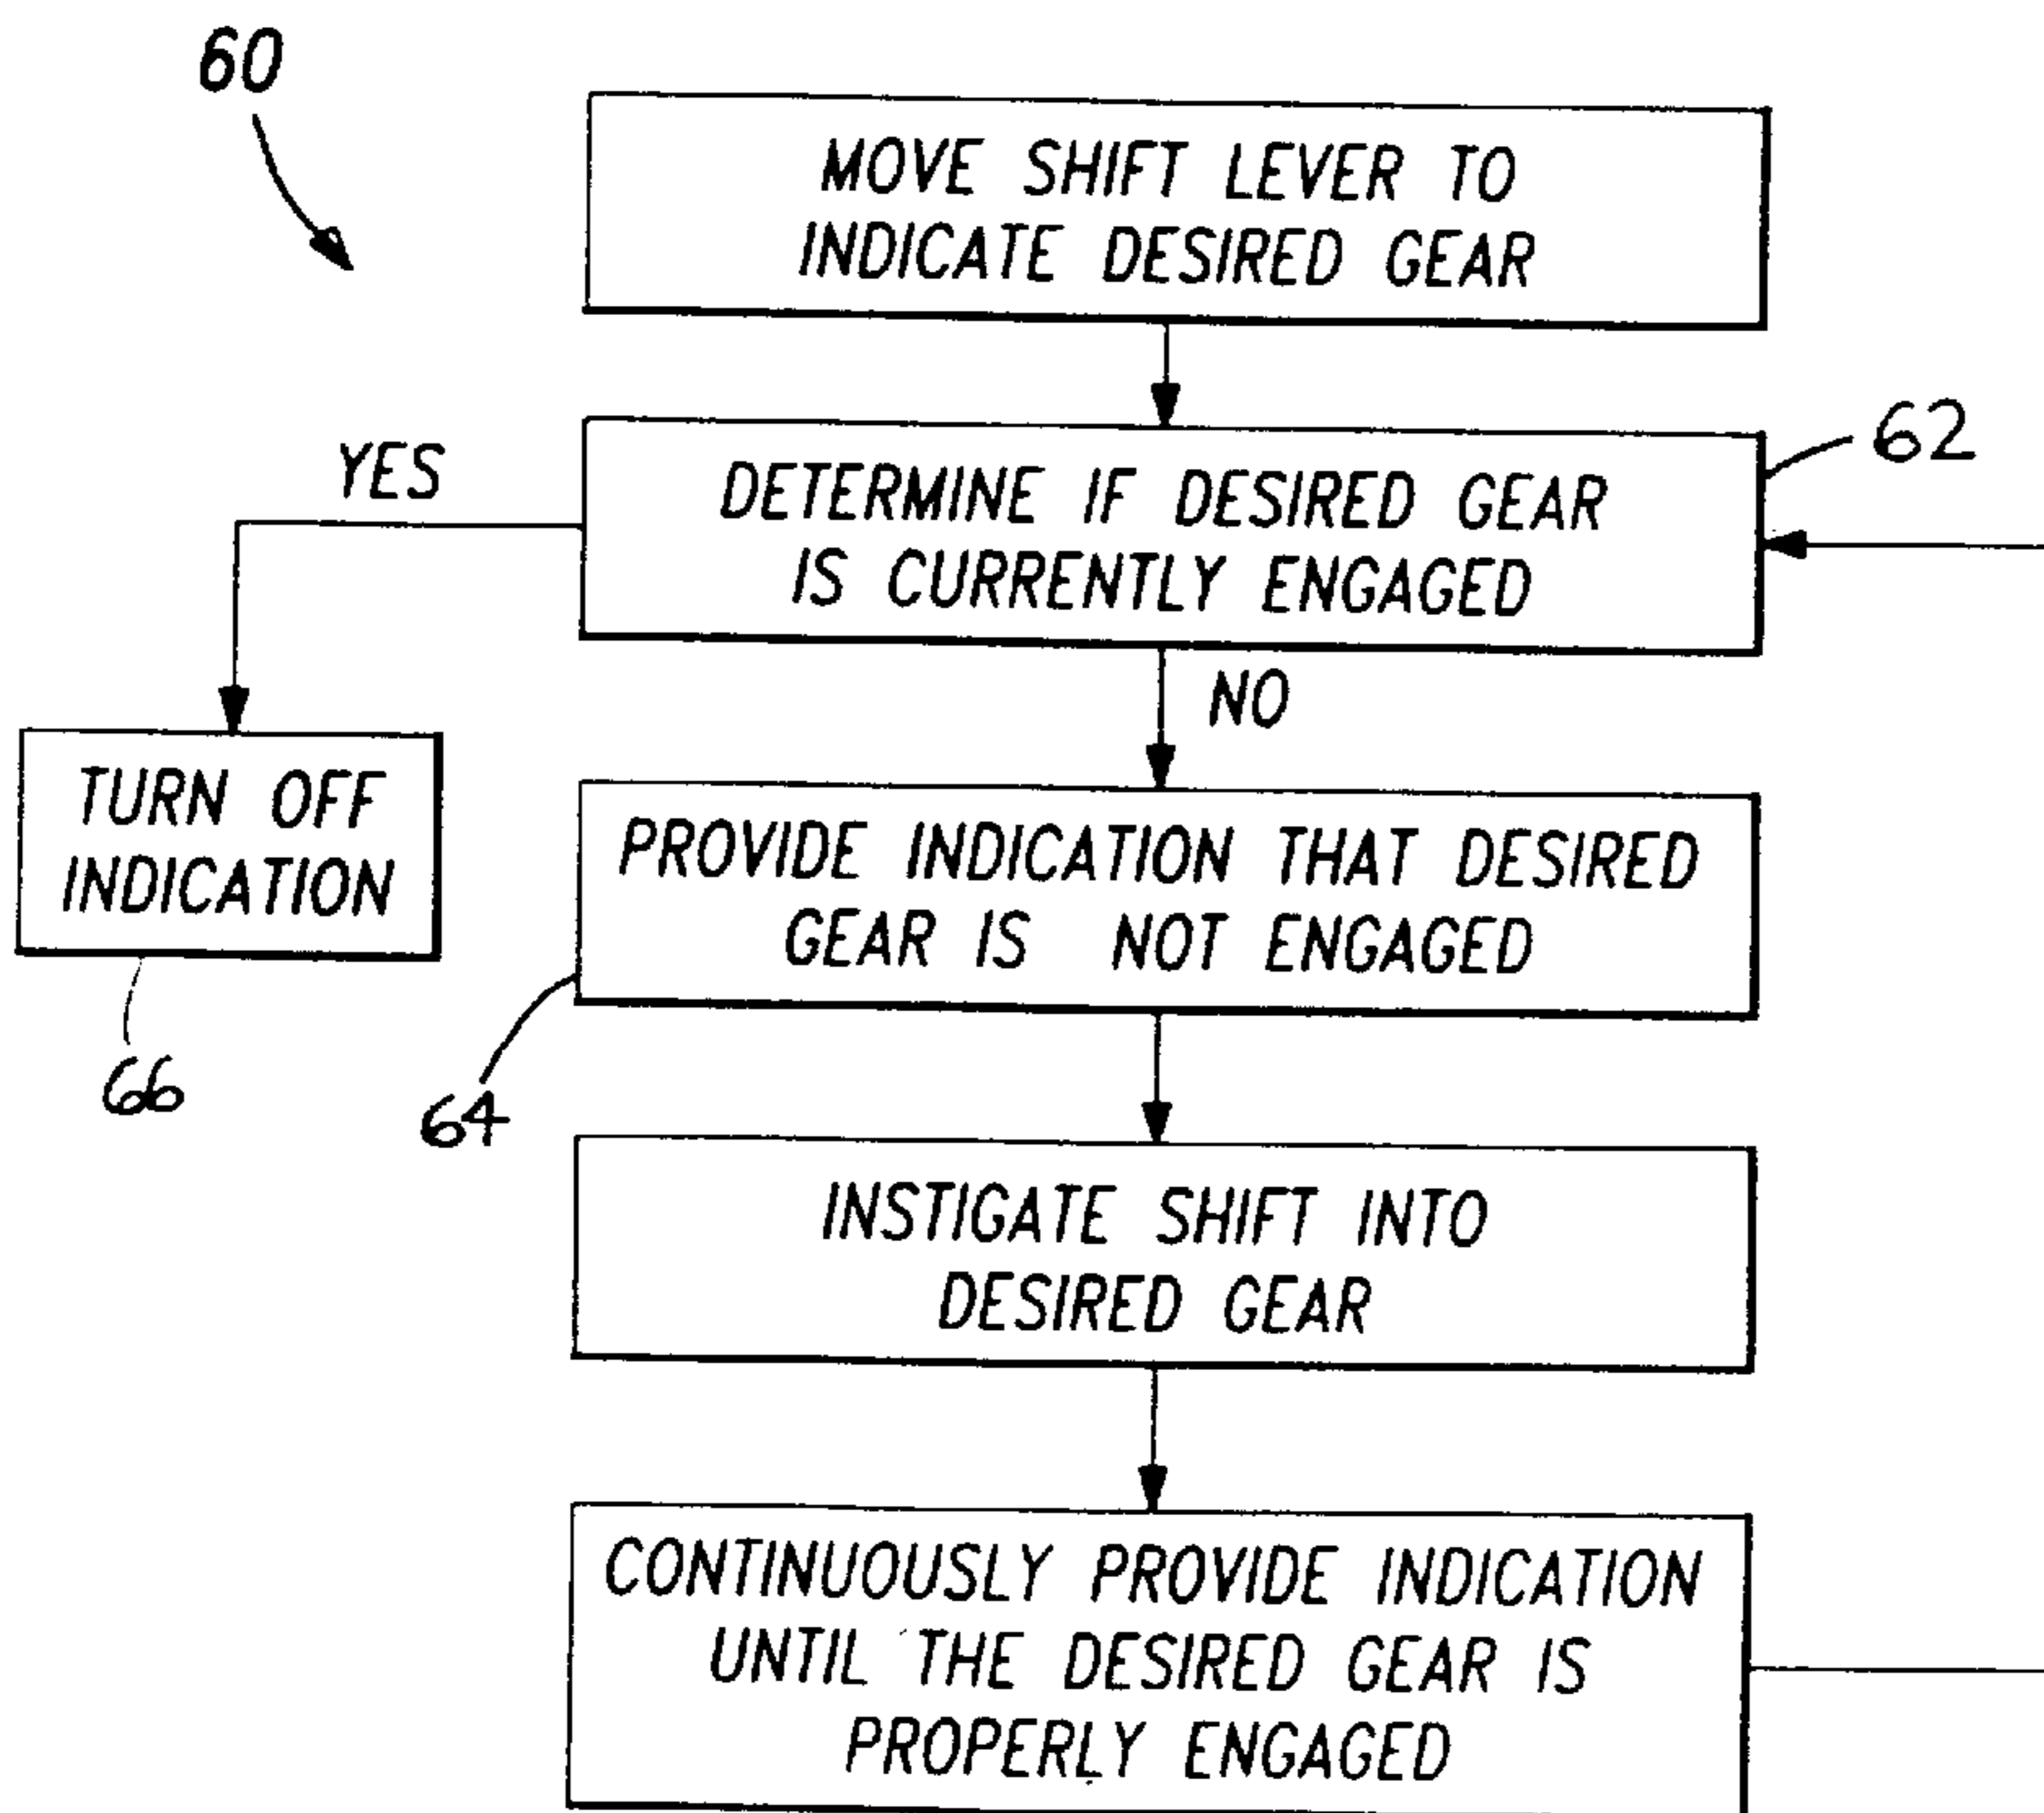 60
MOVE SHIFT LEVER TO
INDICATE DESIRED GEAR
62
YES
DETERMINE IF DESIRED GEAR
IS CURRENTLY ENGAGED
NO
TURN OFF
INDICATION
66
PROVIDE INDICATION THAT DESIRED
GEAR IS NOT ENGAGED
64
INSTIGATE SHIFT INTO
DESIRED GEAR
CONTINUOUSLY PROVIDE INDICATION
UNTIL THE DESIRED GEAR IS
PROPERLY ENGAGED